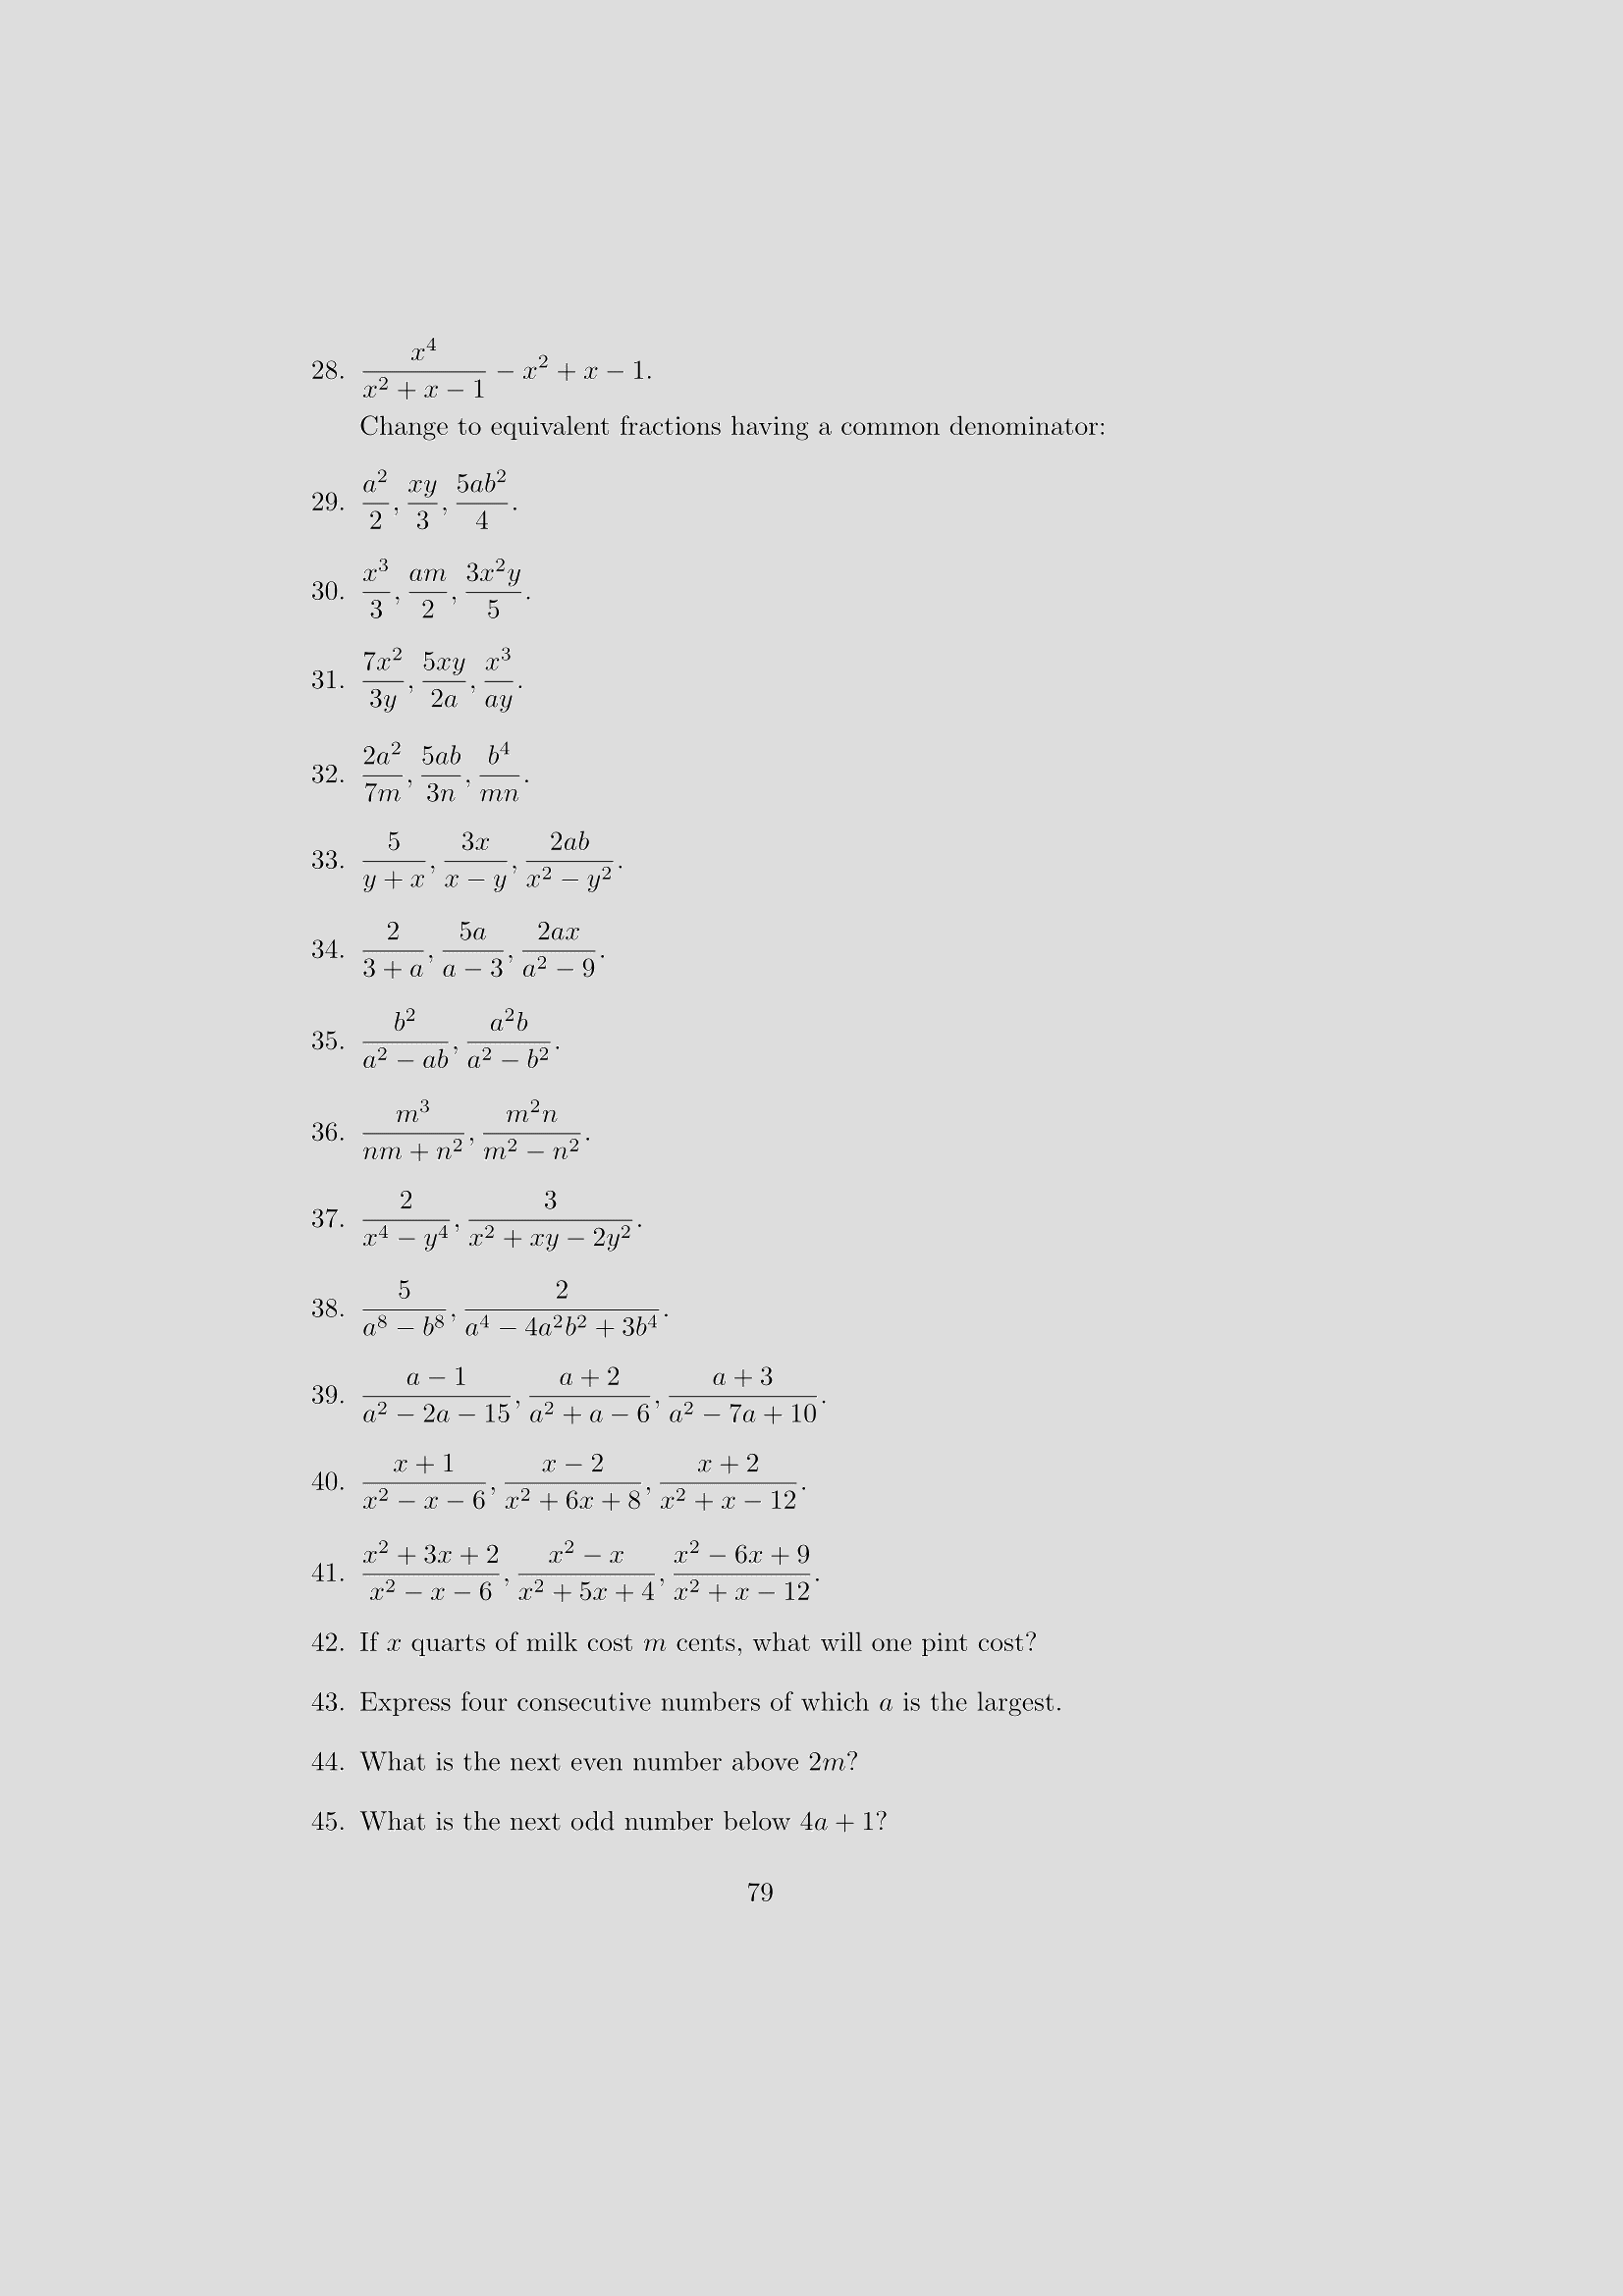 28. \frac{x^4}{x^2 + x - 1} - x^2 + x - 1.
Change to equivalent fractions having a common denominator:
29. \frac{a^2}{2}, \frac{xy}{3}, \frac{5ab^2}{4}.
30. \frac{x^3}{3}, \frac{am}{2}, \frac{3x^2y}{5}.
31. \frac{7x^2}{3y}, \frac{5xy}{2a}, \frac{x^3}{ay}.
32. \frac{2a^2}{7m}, \frac{5ab}{3n}, \frac{b^4}{mn}.
33. \frac{5}{y + x}, \frac{3x}{x - y}, \frac{2ab}{x^2 - y^2}.
34. \frac{2}{3 + a}, \frac{5a}{a - 3}, \frac{2ax}{a^2 - 9}.
35. \frac{b^2}{a^2 - ab}, \frac{a^2b}{a^2 - b^2}.
36. \frac{m^3}{nm + n^2}, \frac{m^2n}{m^2 - n^2}.
37. \frac{2}{x^4 - y^4}, \frac{3}{x^2 + xy - 2y^2}.
38. \frac{5}{a^8 - b^8}, \frac{2}{a^4 - 4a^2b^2 + 3b^4}.
39. \frac{a - 1}{a^2 - 2a - 15}, \frac{a + 2}{a^2 + a - 6}, \frac{a + 3}{a^2 - 7a + 10}.
40. \frac{x + 1}{x^2 - x - 6}, \frac{x - 2}{x^2 + 6x + 8}, \frac{x + 2}{x^2 + x - 12}.
41. \frac{x^2 + 3x + 2}{x^2 - x - 6}, \frac{x^2 - x}{x^2 + 5x + 4}, \frac{x^2 - 6x + 9}{x^2 + x - 12}.
42. If x quarts of milk cost m cents, what will one pint cost?
43. Express four consecutive numbers of which a is the largest.
44. What is the next even number above 2m?
45. What is the next odd number below 4a + 1?
79